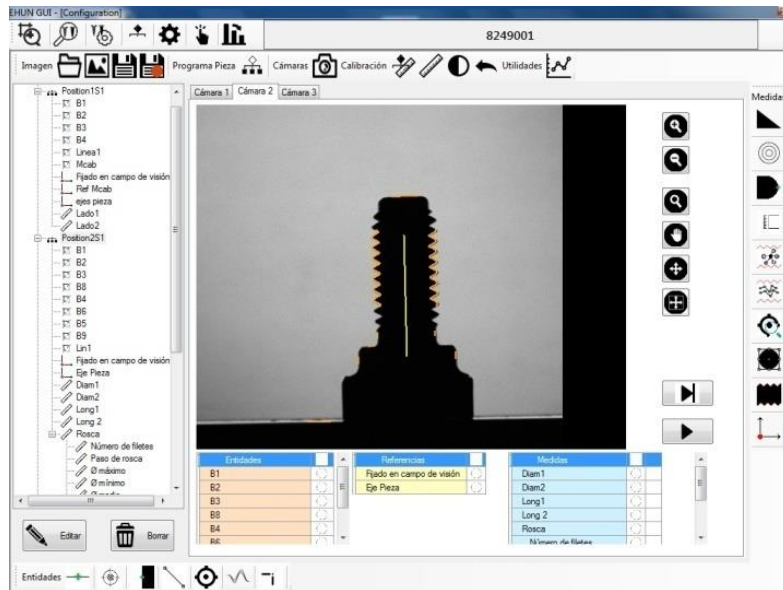 EHUN GUI - [Configuration]
8249001
Imagen Programa Pieza Cámaras Calibración Utilidades
Cámara 1 Cámara 2 Cámara 3
Medidas
Position1S1
B1
B2
B3
B4
Linea1
Mcab
Fijado en campo de visión
Ref Mcab
ejes pieza
Lado1
Lado2
Position2S1
B1
B2
B3
B8
B4
B6
B5
B9
Lin1
Fijado en campo de visión
Eje Pieza
Diam1
Diam2
Long1
Long 2
Rosca
Número de filetes
Paso de rosca
Ø máximo
Ø mínimo
Ø medio
Editar Borrar
Entidades
B1
B2
B3
B8
B4
B6
Referencias
Fijado en campo de visión
Eje Pieza
Medidas
Diam1
Diam2
Long1
Long 2
Rosca
Número de filetes
Entidades